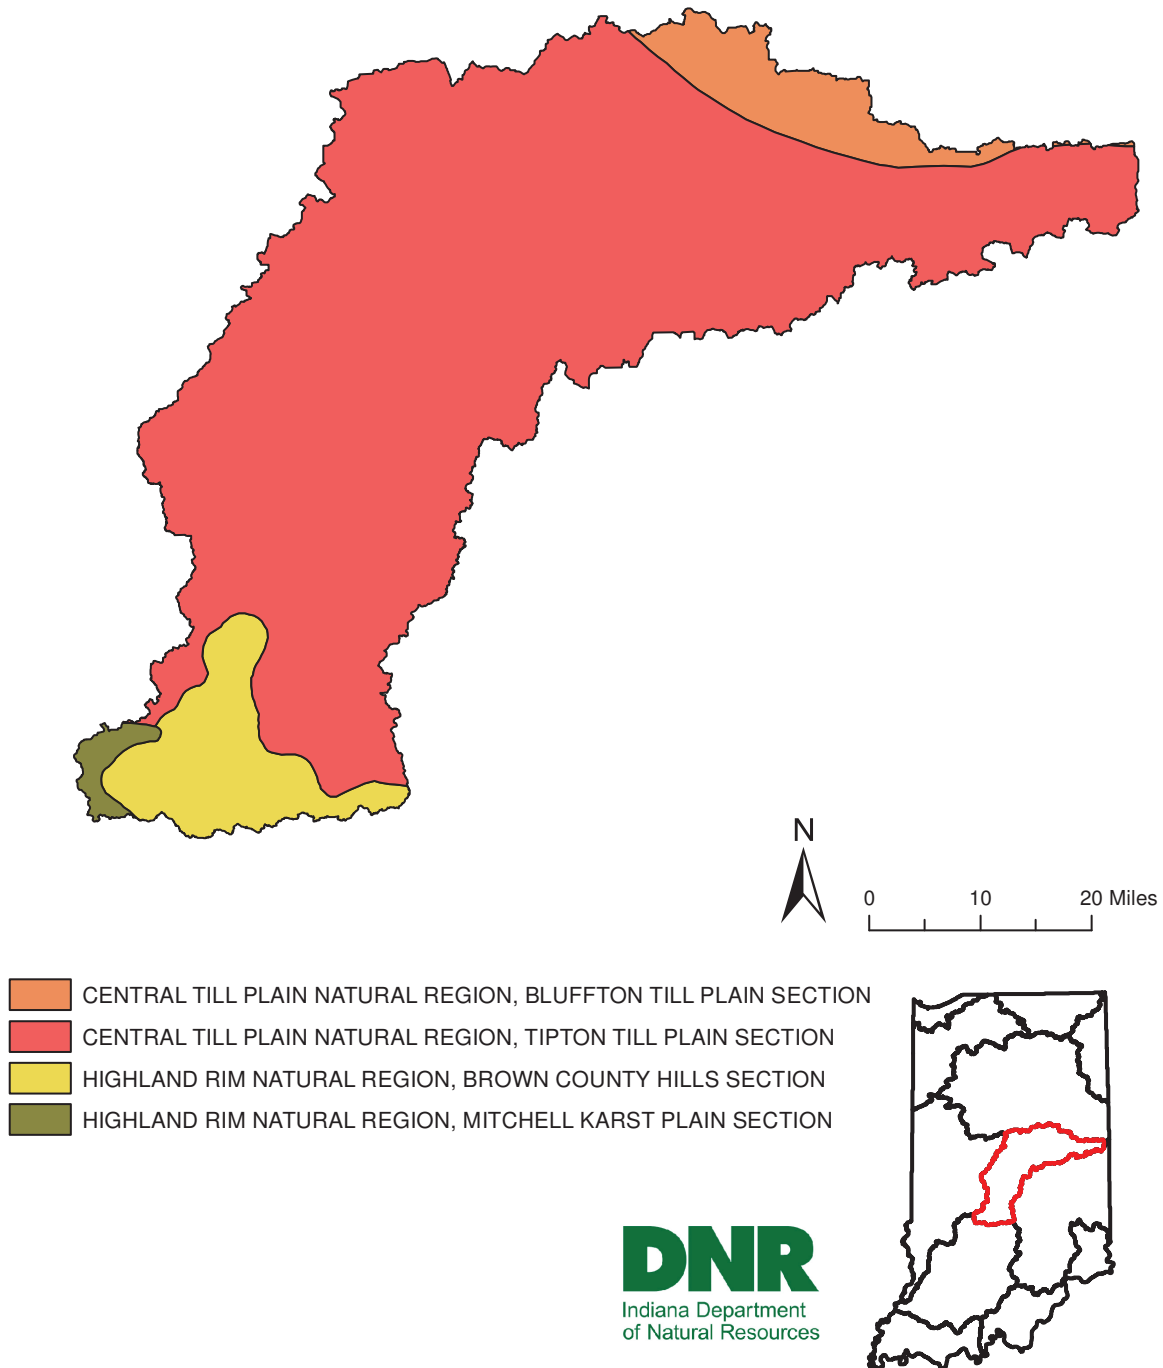 N
0 10 20 Miles
CENTRAL TILL PLAIN NATURAL REGION, BLUFFTON TILL PLAIN SECTION
CENTRAL TILL PLAIN NATURAL REGION, TIPTON TILL PLAIN SECTION
HIGHLAND RIM NATURAL REGION, BROWN COUNTY HILLS SECTION
HIGHLAND RIM NATURAL REGION, MITCHELL KARST PLAIN SECTION
DNR
Indiana Department
of Natural Resources